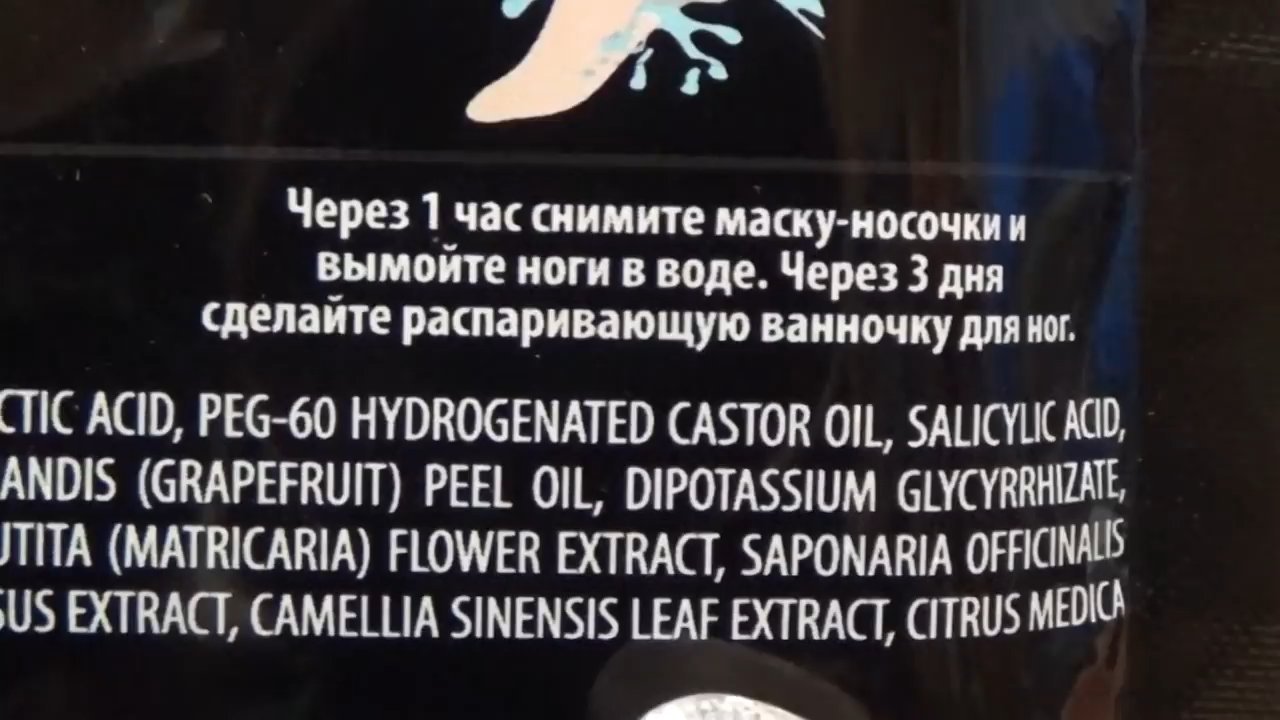 Через 1 час снимите маску-носочки и
вымойте ноги в воде. Через 3 дня
сделайте распаривающую ванночку для ног.
CTIC ACID, PEG-60 HYDROGENATED CASTOR OIL, SALICYLIC ACID,
ANDIS (GRAPEFRUIT) PEEL OIL, DIPOTASSIUM GLYCYRRHIZATE,
UTITA (MATRICARIA) FLOWER EXTRACT, SAPONARIA OFFICINALIS
SUS EXTRACT, CAMELLIA SINENSIS LEAF EXTRACT, CITRUS MEDICA